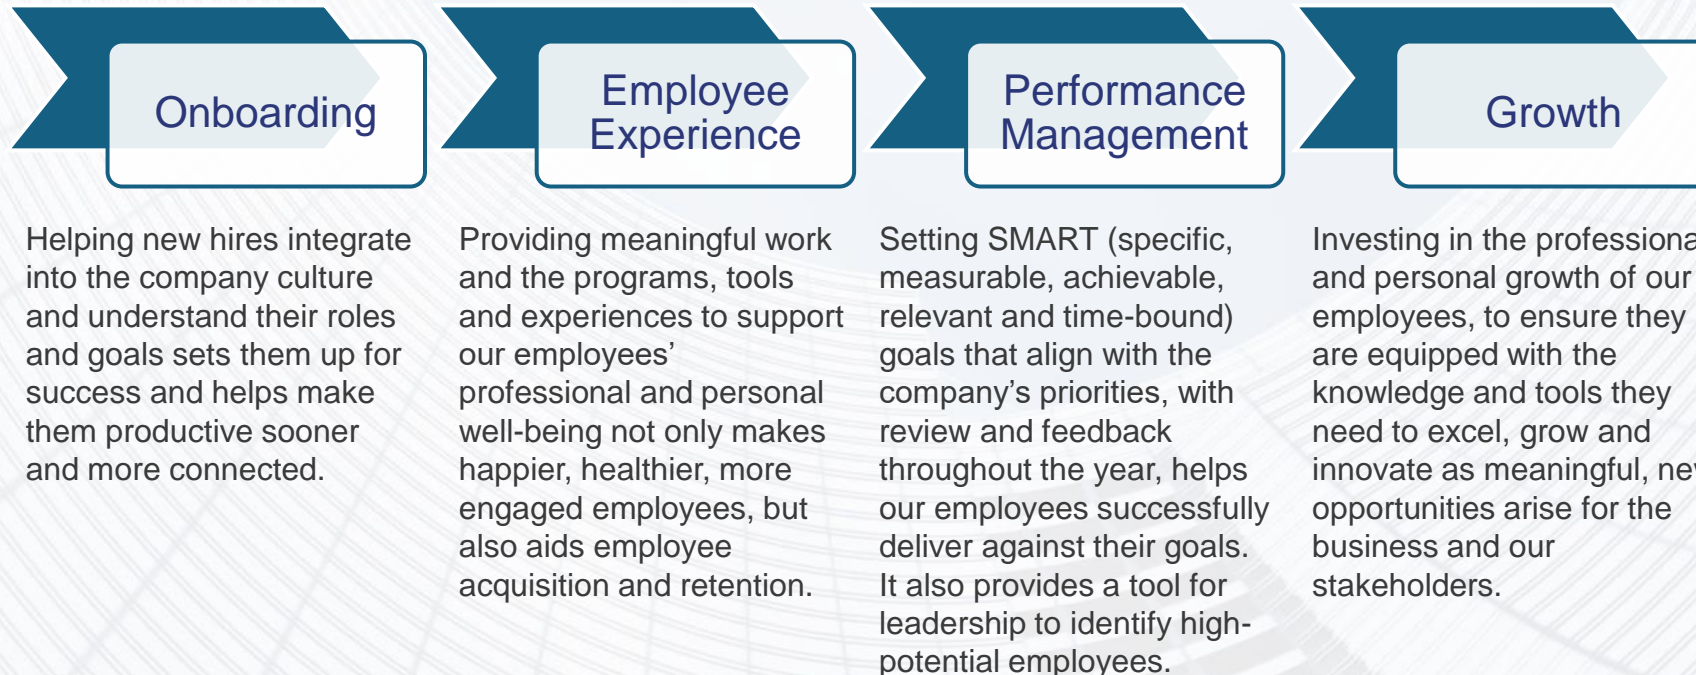 Onboarding
Employee
Experience
Performance
Management
Growth
Helping new hires integrate
into the company culture
and understand their roles
and goals sets them up for
success and helps make
them productive sooner
and more connected.
Providing meaningful work
and the programs, tools
and experiences to support
our employees’
professional and personal
well-being not only makes
happier, healthier, more
engaged employees, but
also aids employee
acquisition and retention.
Setting SMART (specific,
measurable, achievable,
relevant and time-bound)
goals that align with the
company’s priorities, with
review and feedback
throughout the year, helps
our employees successfully
deliver against their goals.
It also provides a tool for
leadership to identify high-
potential employees.
Investing in the
and personal growth of our
employees, to ensure they
are equipped with the
knowledge and tools they
need to excel, grow and
innovate as meaningful,
opportunities arise for the
business and our
stakeholders.